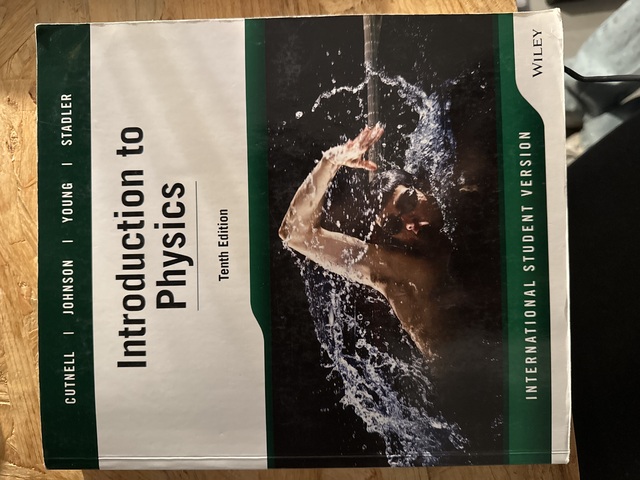 CUTNELL | JOHNSON | YOUNG | STADLER
Introduction to
Physics
Tenth Edition
INTERNATIONAL STUDENT VERSION
WILEY